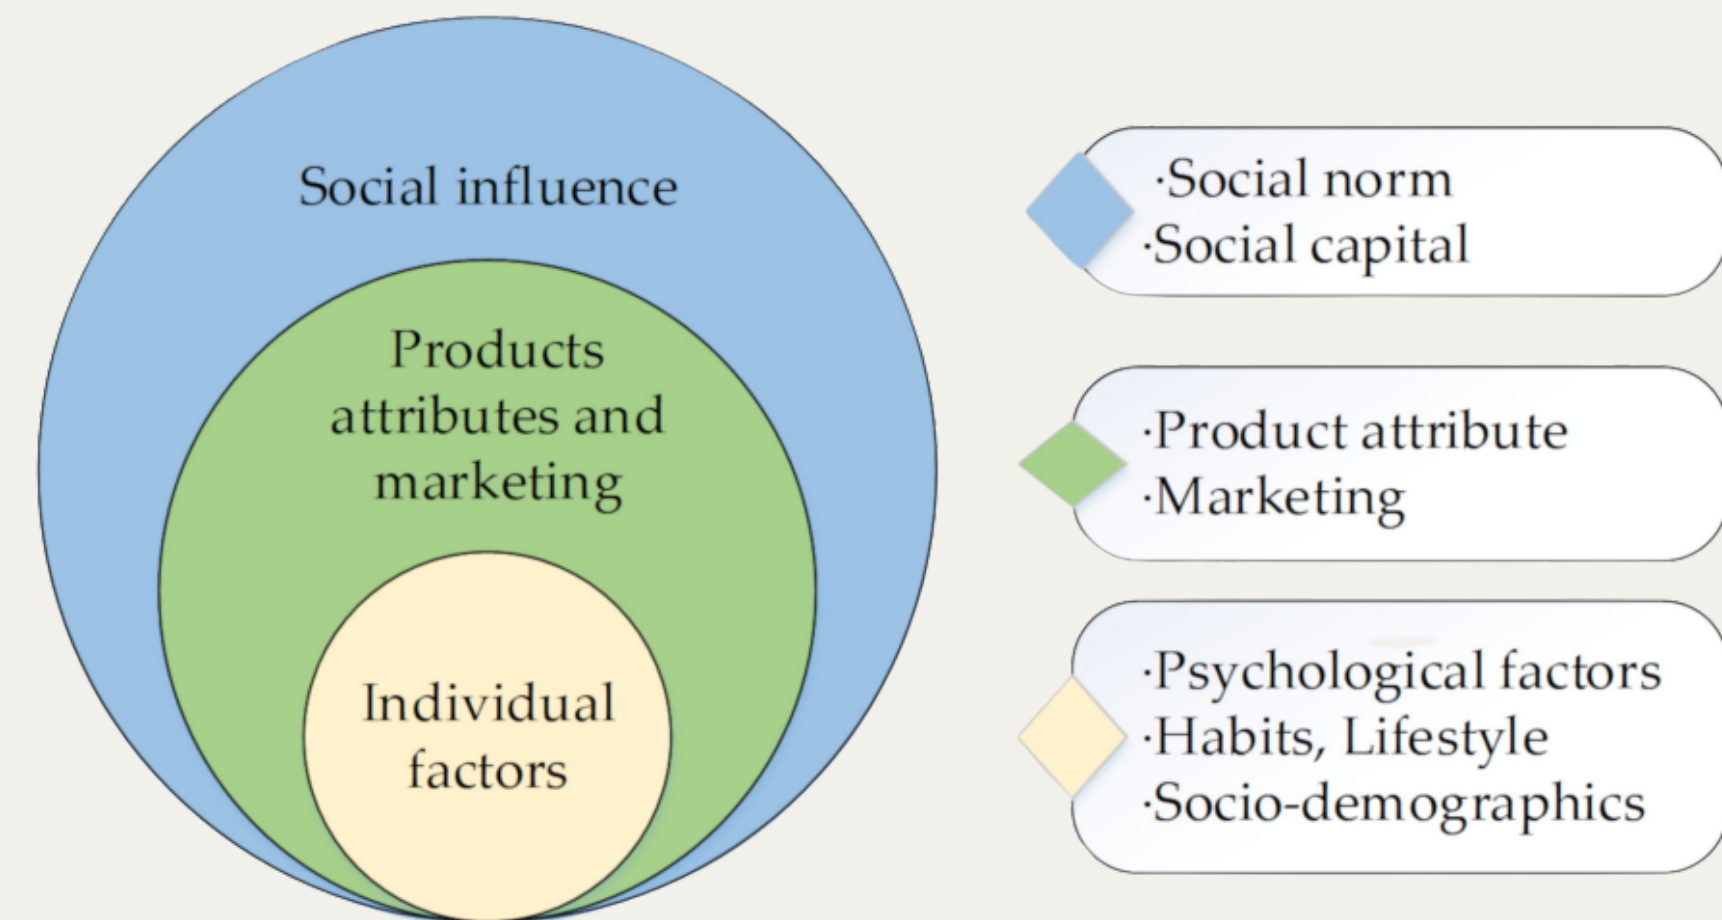 Social influence
Products
attributes and
marketing
Individual
factors
·Social norm
·Social capital
·Product attribute
·Marketing
·Psychological factors
·Habits, Lifestyle
·Socio-demographics